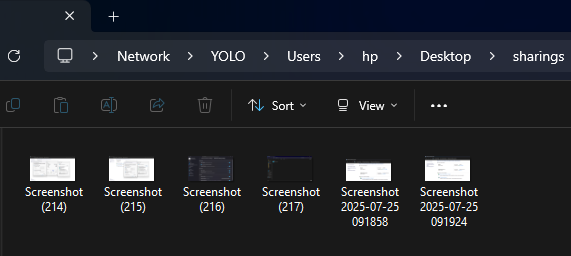 Network > YOLO > Users > hp > Desktop > sharings
Sort View
Screenshot (214)
Screenshot (215)
Screenshot (216)
Screenshot (217)
Screenshot 2025-07-25 091858
Screenshot 2025-07-25 091924